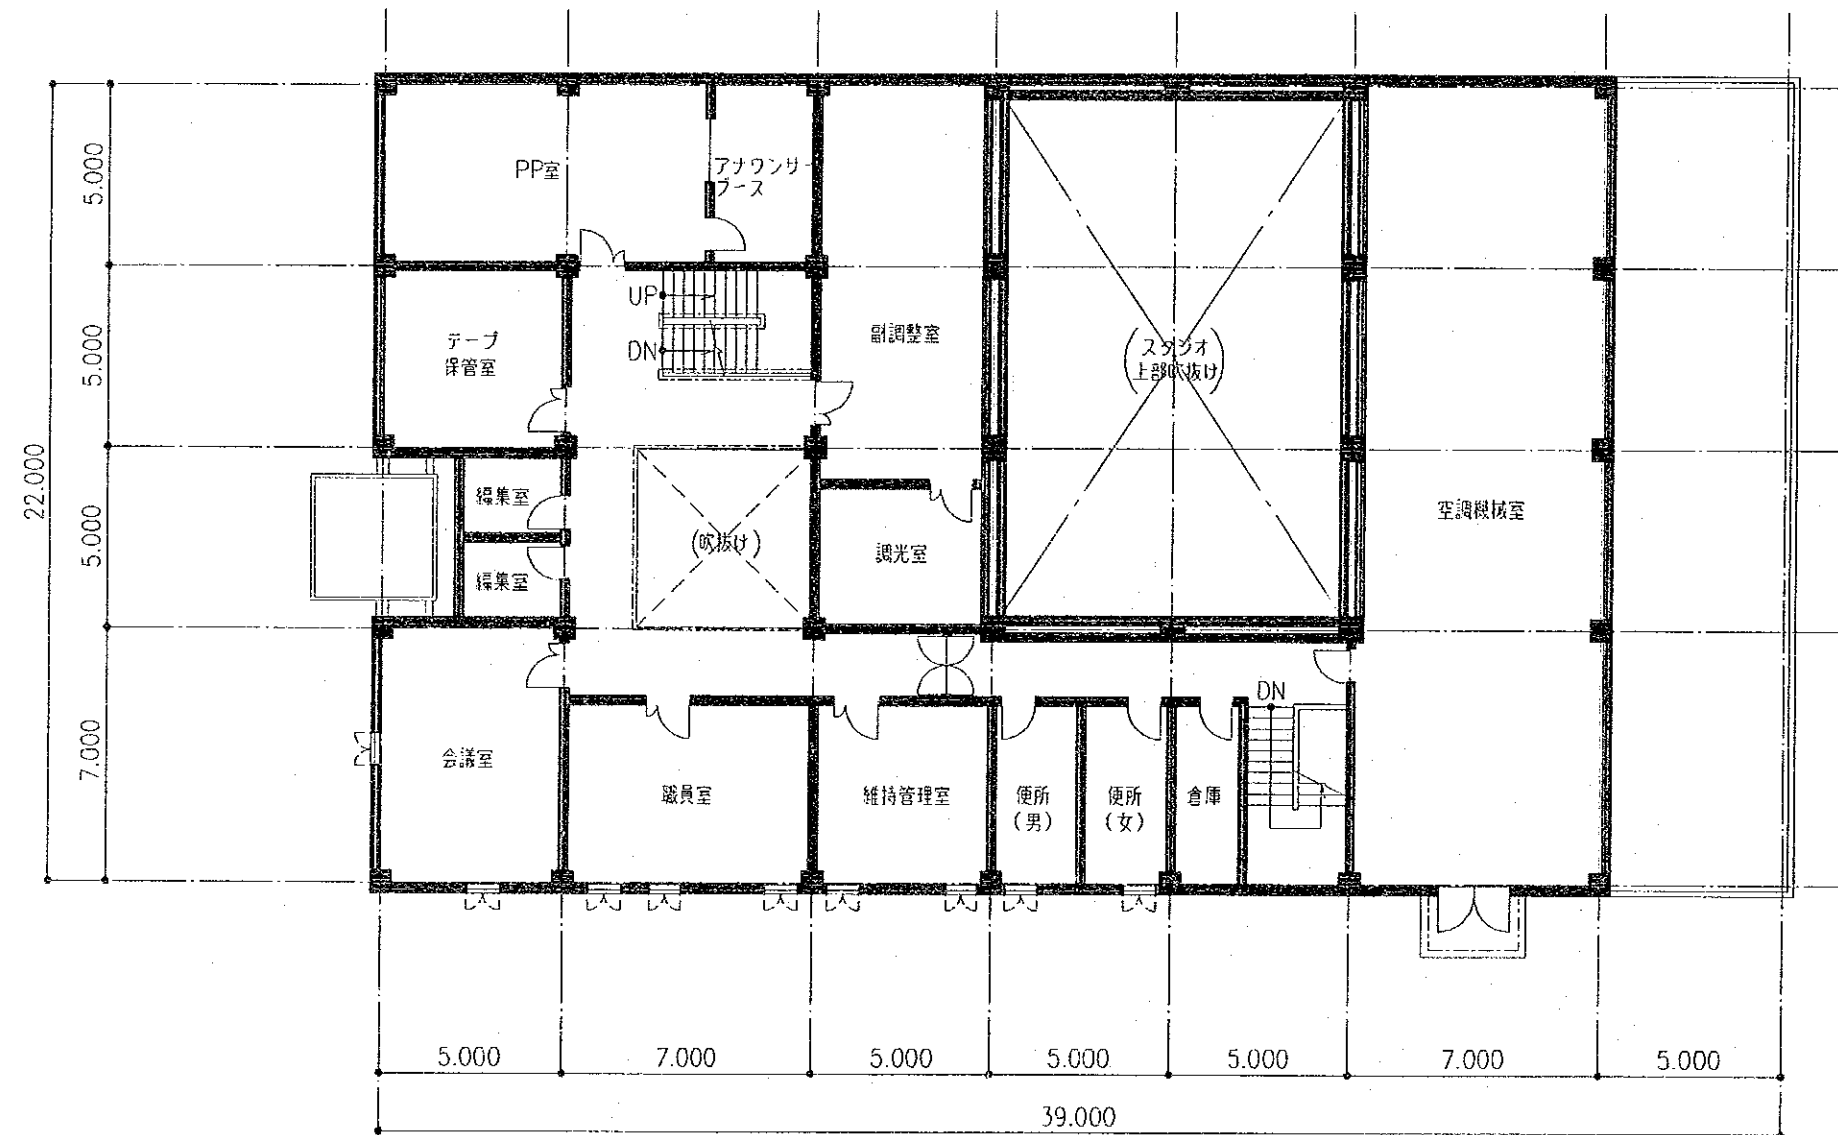 PP室
アナウンサー
ブース
5.000
UP
DN
テープ
保管室
副調整室
(スタジオ
上部吹抜け)
5.000
22.000
編集室
編集室
(吹抜け)
調光室
空調機械室
5.000
DN
会議室
職員室
維持管理室
便所
(男)
便所
(女)
倉庫
7.000
5.000
7.000
5.000
5.000
5.000
7.000
5.000
39.000